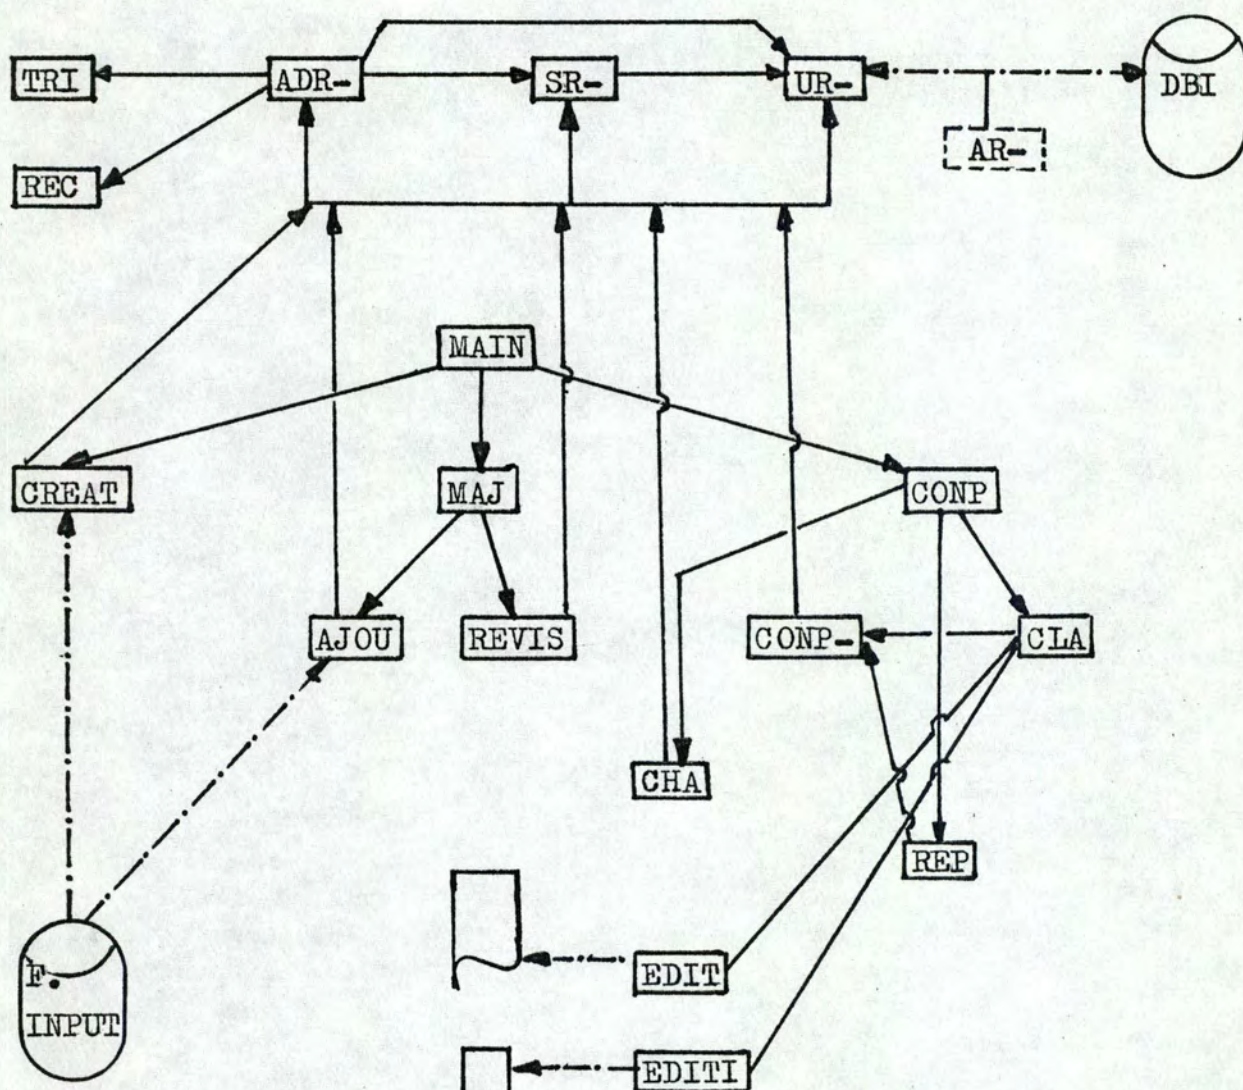 TRI
ADR-
SR-
UR-
DBI
AR-
REC
MAIN
CREAT
MAJ
CONP
AJOU
REVIS
CONP-
CLA
CHA
REP
F.
INPUT
EDIT
EDITI